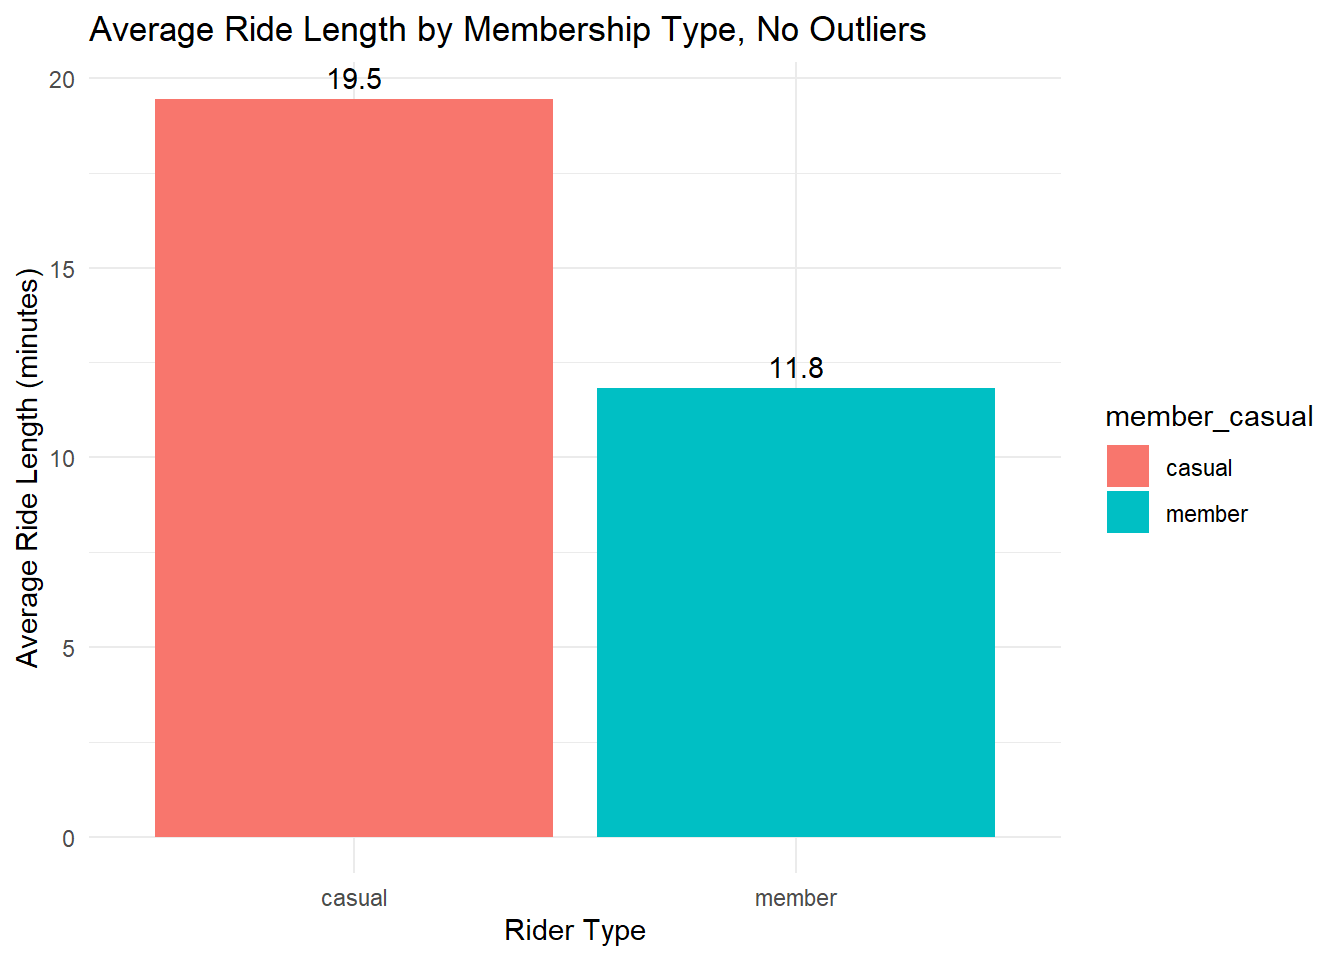 Average Ride Length by Membership Type, No Outliers
Average Ride Length (minutes)
20
15
10
5
0
19.5
11.8
casual
member
Rider Type
member_casual
casual
member